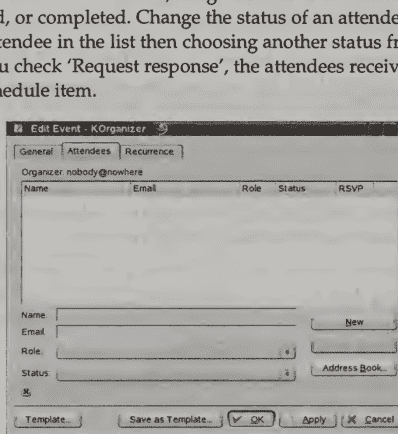 d, or completed. Change the status of an attende
tendee in the list then choosing another status fr
u check 'Request response', the attendees receiv
hedule item.
Edit Event - KOrganizer
General Attendees Recurrence
Organizer: nobody@nowhere
Name Email Role Status RSVP
Name
New
Email
Role
Address Book...
Status
Template... Save as Template... OK Apply Cancel